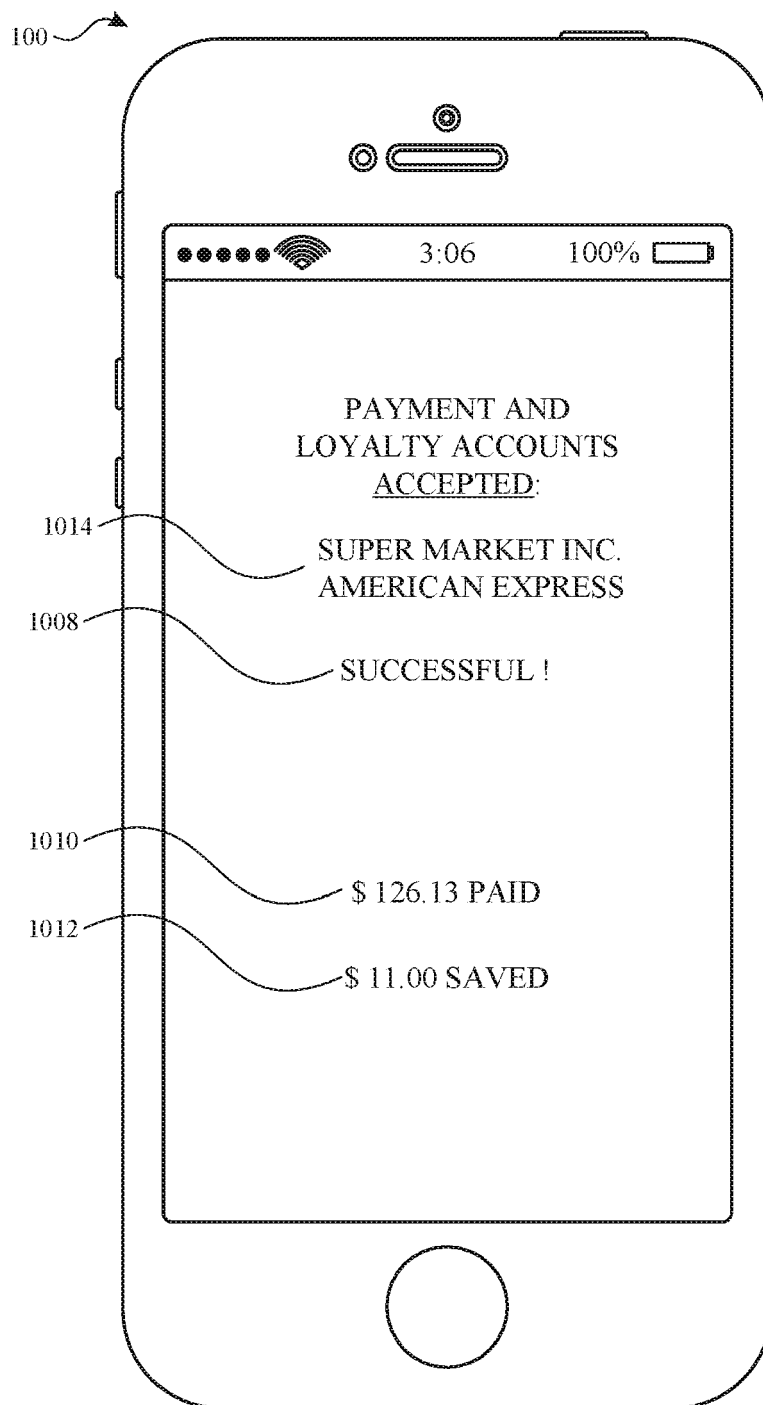 100
3:06 100%
PAYMENT AND
LOYALTY ACCOUNTS
ACCEPTED:
1014
SUPER MARKET INC.
AMERICAN EXPRESS
1008
SUCCESSFUL !
1010
$ 126.13 PAID
1012
$ 11.00 SAVED